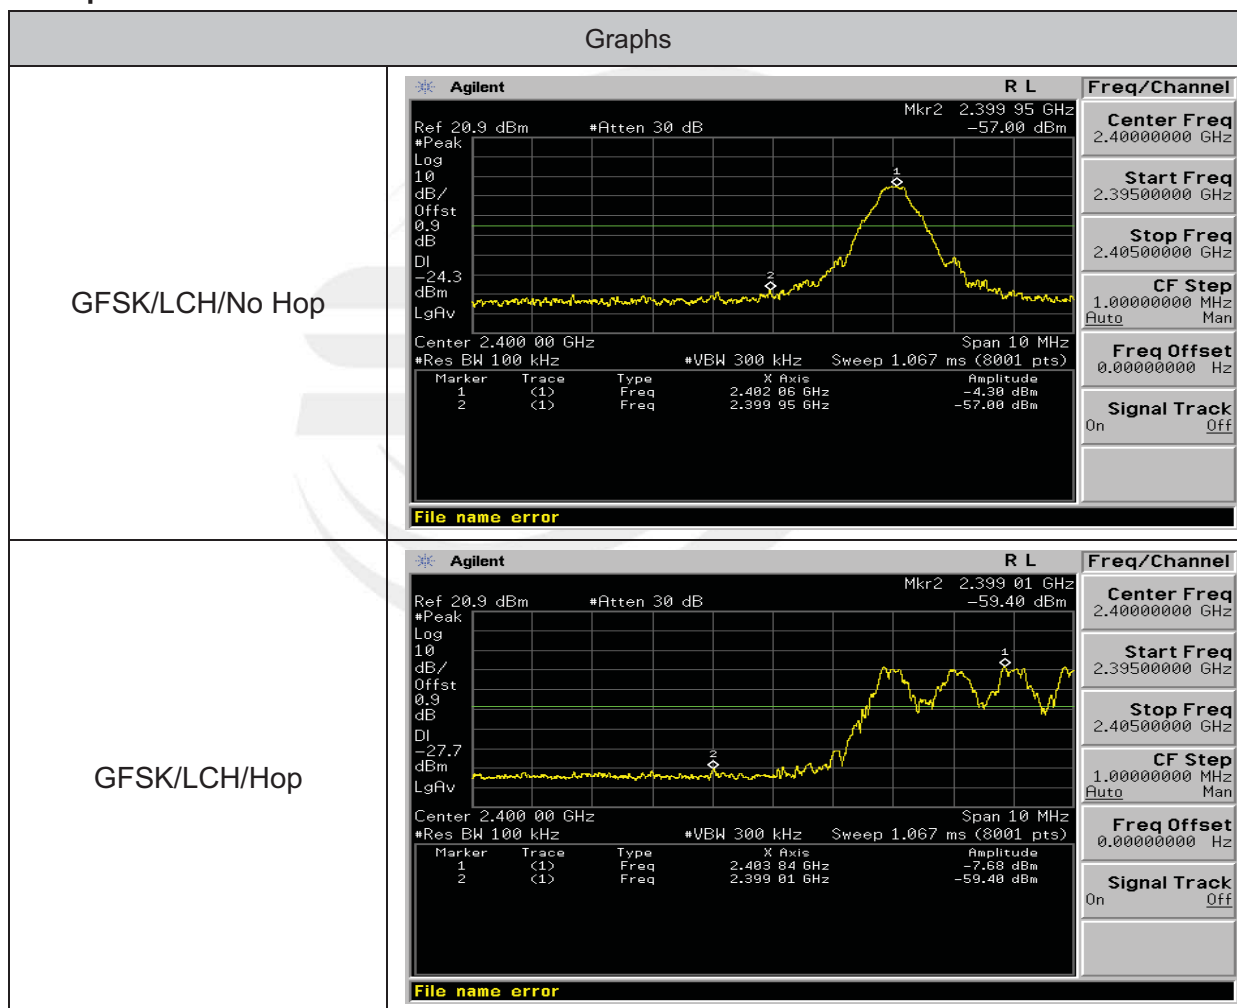 Graphs
GFSK/LCH/No Hop
Agilent R L
Mkr2 2.399 95 GHz
Ref 20.9 dBm #Atten 30 dB -57.00 dBm
#Peak
Log
10
dB/
Offst
0.9
dB
DI
-24.3
dBm
LgAv
1
2
Center 2.400 00 GHz Span 10 MHz
#Res BW 100 kHz #VBW 300 kHz Sweep 1.067 ms (8001 pts)
Marker Trace Type X Axis Amplitude
1 (1) Freq 2.402 06 GHz -4.30 dBm
2 (1) Freq 2.399 95 GHz -57.00 dBm
File name error
Freq/Channel
Center Freq
2.40000000 GHz
Start Freq
2.39500000 GHz
Stop Freq
2.40500000 GHz
CF Step
1.00000000 MHz
Auto Man
Freq Offset
0.00000000 Hz
Signal Track
On Off
GFSK/LCH/Hop
Agilent R L
Mkr2 2.399 01 GHz
Ref 20.9 dBm #Atten 30 dB -59.40 dBm
#Peak
Log
10
dB/
Offst
0.9
dB
DI
-27.7
dBm
LgAv
1
2
Center 2.400 00 GHz Span 10 MHz
#Res BW 100 kHz #VBW 300 kHz Sweep 1.067 ms (8001 pts)
Marker Trace Type X Axis Amplitude
1 (1) Freq 2.403 84 GHz -7.68 dBm
2 (1) Freq 2.399 01 GHz -59.40 dBm
File name error
Freq/Channel
Center Freq
2.40000000 GHz
Start Freq
2.39500000 GHz
Stop Freq
2.40500000 GHz
CF Step
1.00000000 MHz
Auto Man
Freq Offset
0.00000000 Hz
Signal Track
On Off